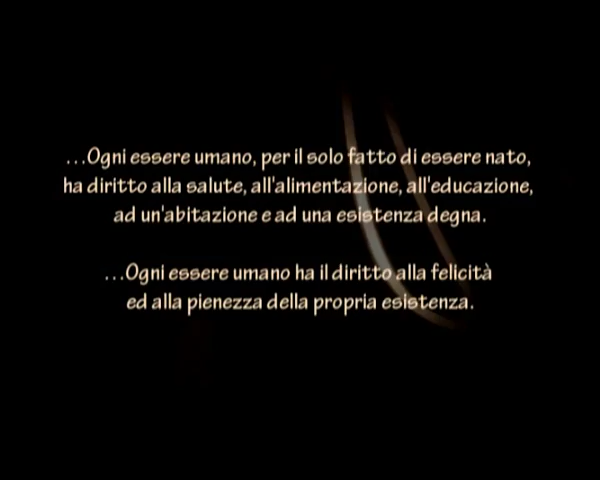 ...Ogni essere umano, per il solo fatto di essere nato,
ha diritto alla salute, all'alimentazione, all'educazione,
ad un'abitazione e ad una esistenza degna.
...Ogni essere umano ha il diritto alla felicità
ed alla pienezza della propria esistenza.